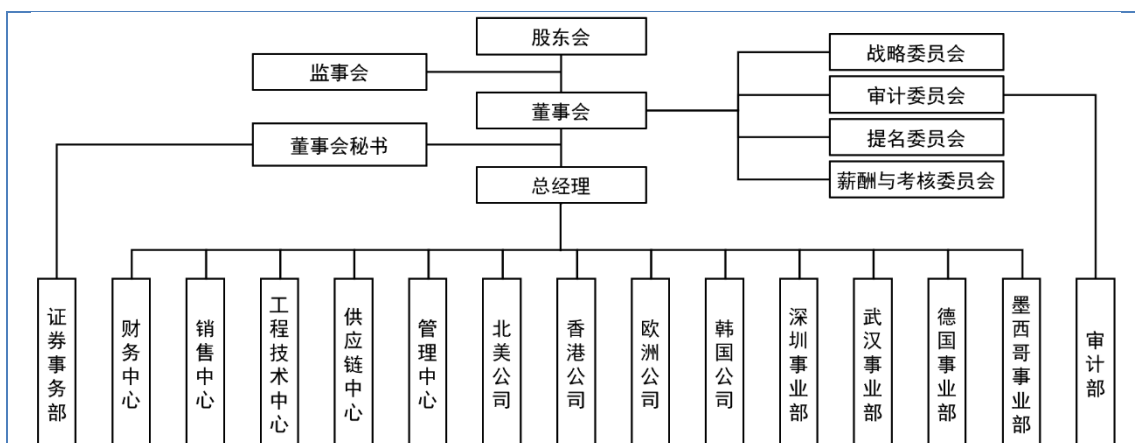 股东会
监事会
战略委员会
审计委员会
董事会
提名委员会
董事会秘书
总经理
薪酬与考核委员会
证券事务部
财务中心
销售中心
工程技术中心
供应链中心
管理中心
北美公司
香港公司
欧洲公司
韩国公司
深圳事业部
武汉事业部
德国事业部
墨西哥事业部
审计部